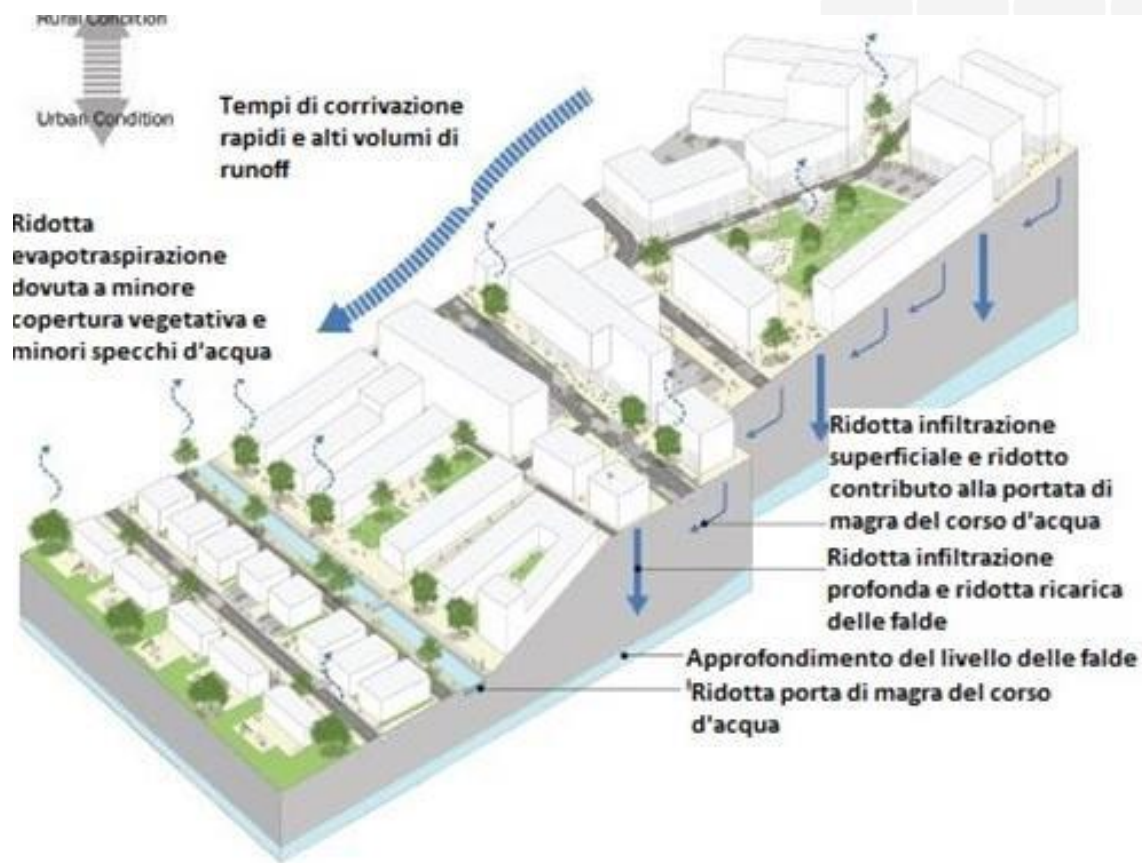 Rural Condition
Urban Condition
Tempi di corrivazione
rapidi e alti volumi di
runoff
Ridotta
evapotraspirazione
dovuta a minore
copertura vegetativa e
minori specchi d'acqua
Ridotta infiltrazione
superficiale e ridotto
contributo alla portata di
magra del corso d'acqua
Ridotta infiltrazione
profonda e ridotta ricarica
delle falde
Approfondimento del livello delle falde
Ridotta porta di magra del corso
d'acqua